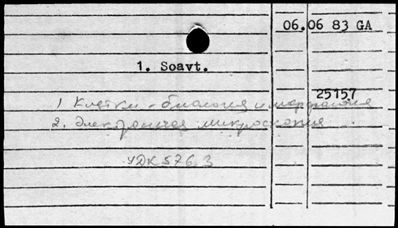 06.06 83 GA
1. Soavt.
25157
1 Клетки - биология и морфология
2. Электронная микроскопия
УДК 576.3